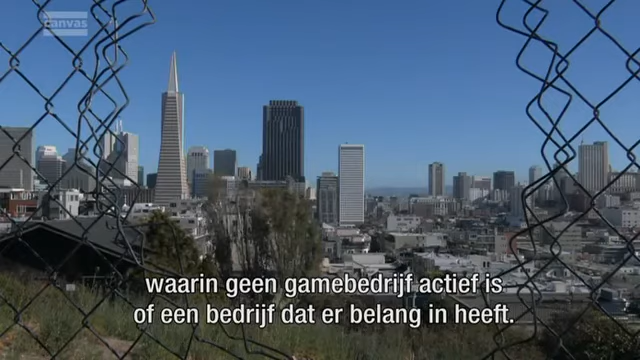 canvas
waarin geen gamebedrijf actief is
of een bedrijf dat er belang in heeft.